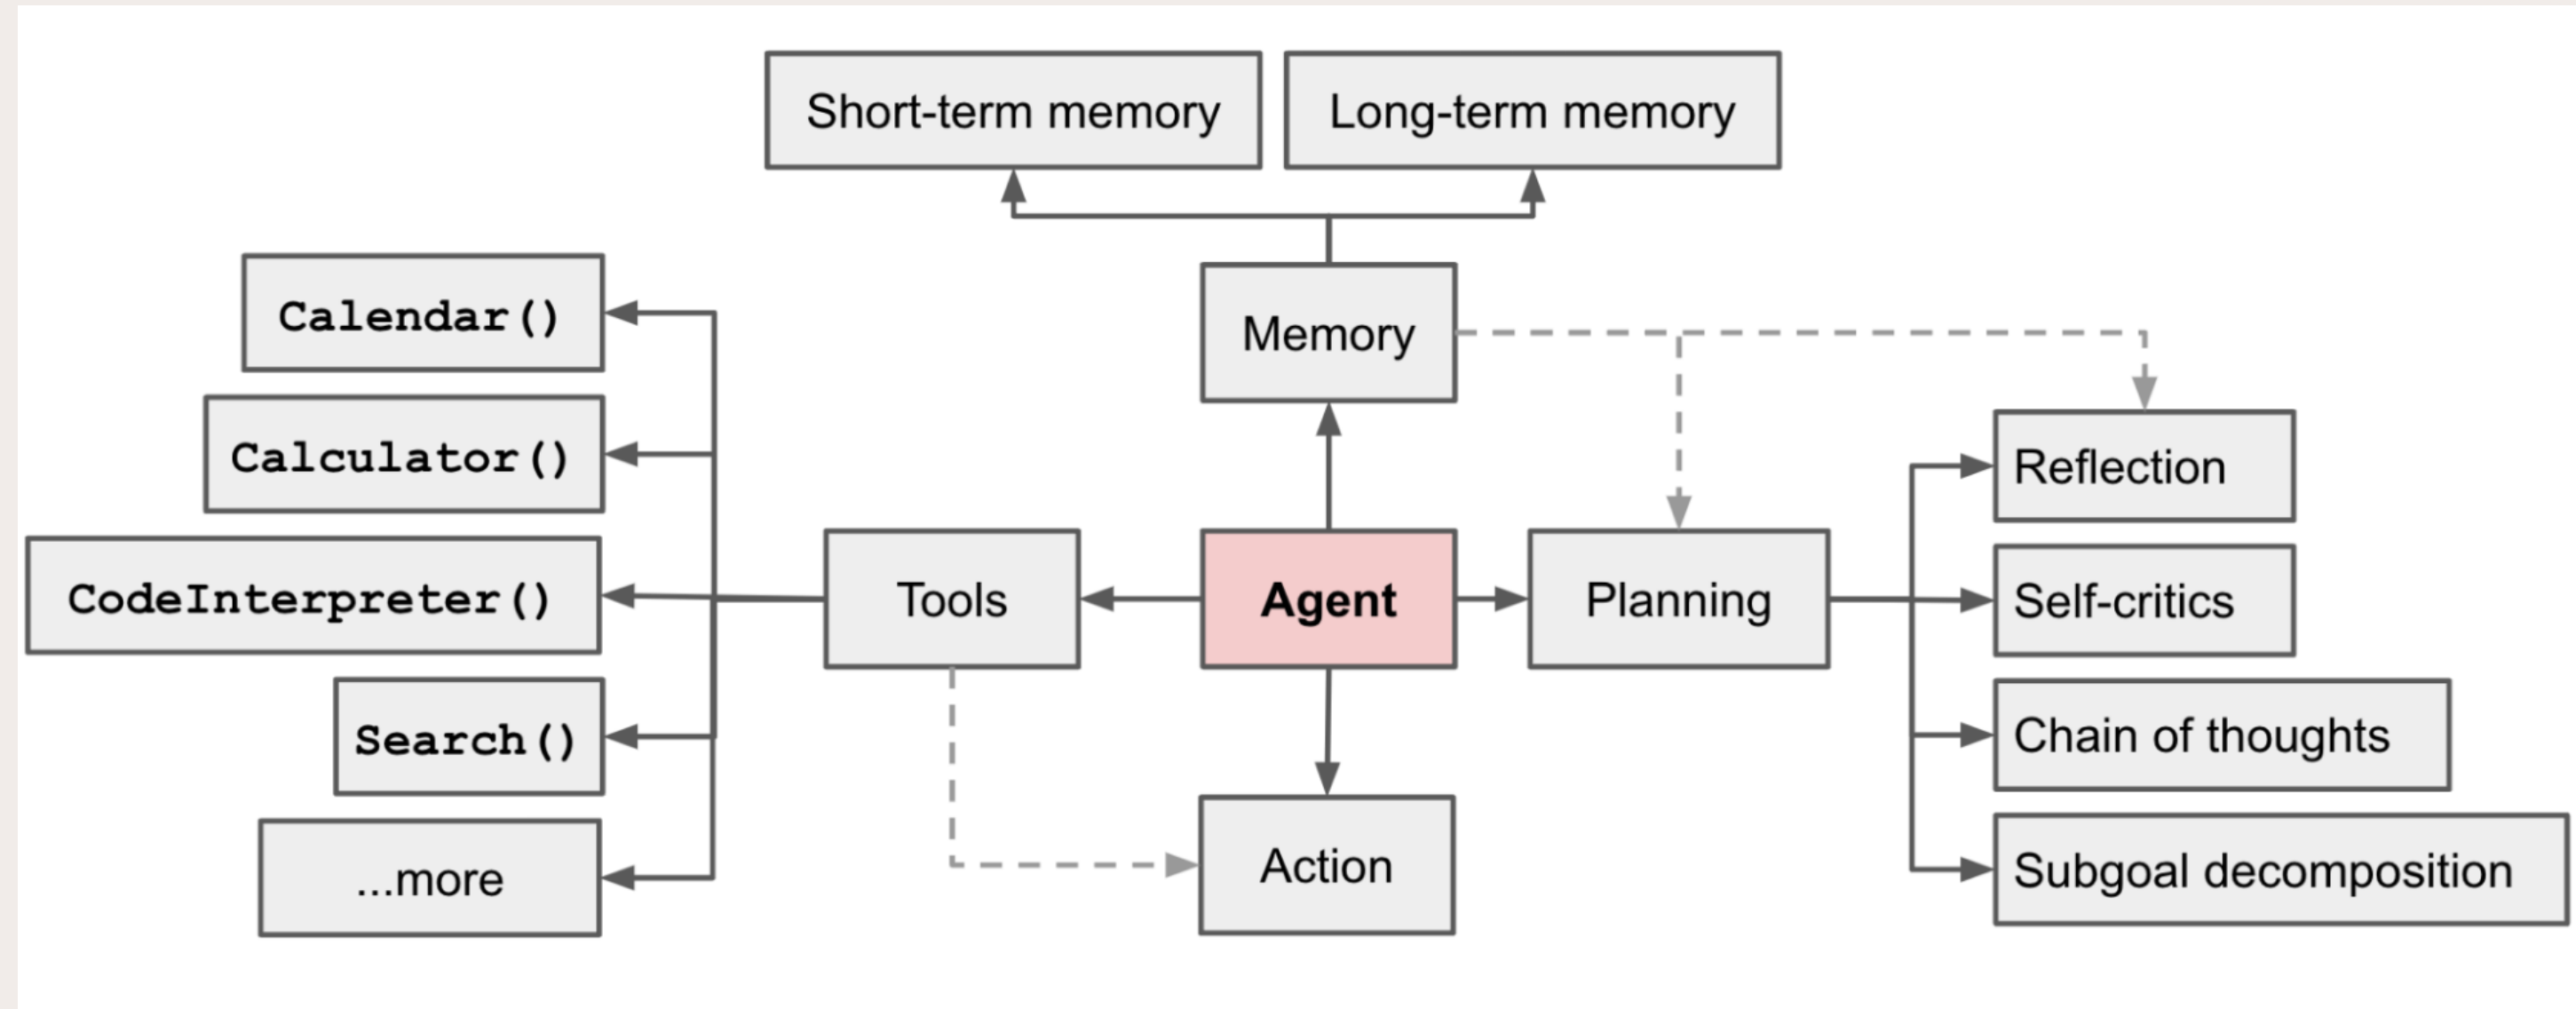 Short-term memory
Long-term memory
Calendar()
Memory
Calculator()
Reflection
CodeInterpreter()
Tools
Agent
Planning
Self-critics
Search()
Chain of thoughts
...more
Action
Subgoal decomposition